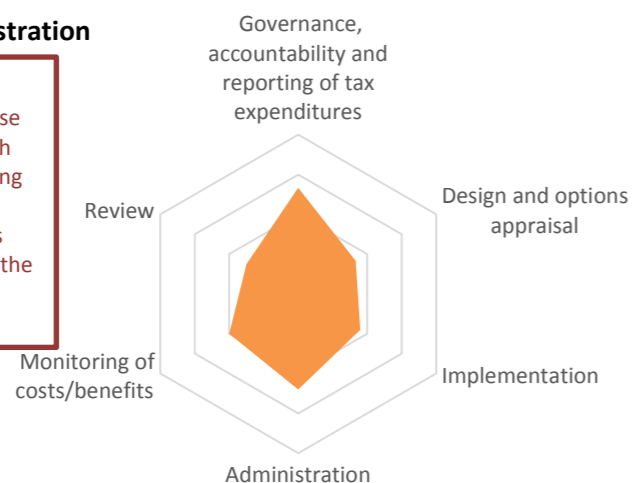 stration
se
h
ng
s
the
Governance,
accountability and
reporting of tax
expenditures
Design and options
appraisal
Implementation
Administration
Monitoring of
costs/benefits
Review